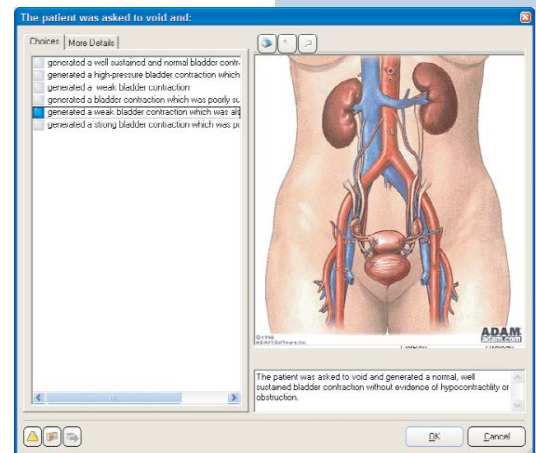 The patient was asked to void and:
Choices More Details
generated a well sustained and normal bladder contr
generated a high-pressure bladder contraction which
generated a weak bladder contraction
generated a bladder contraction which was poorly su
generated a weak bladder contraction which was als
generated a strong bladder contraction which was p
©1996
ADAM
adam.com
The patient was asked to void and generated a normal, well
sustained bladder contraction without evidence of hypocontractility or
obstruction.
OK Cancel